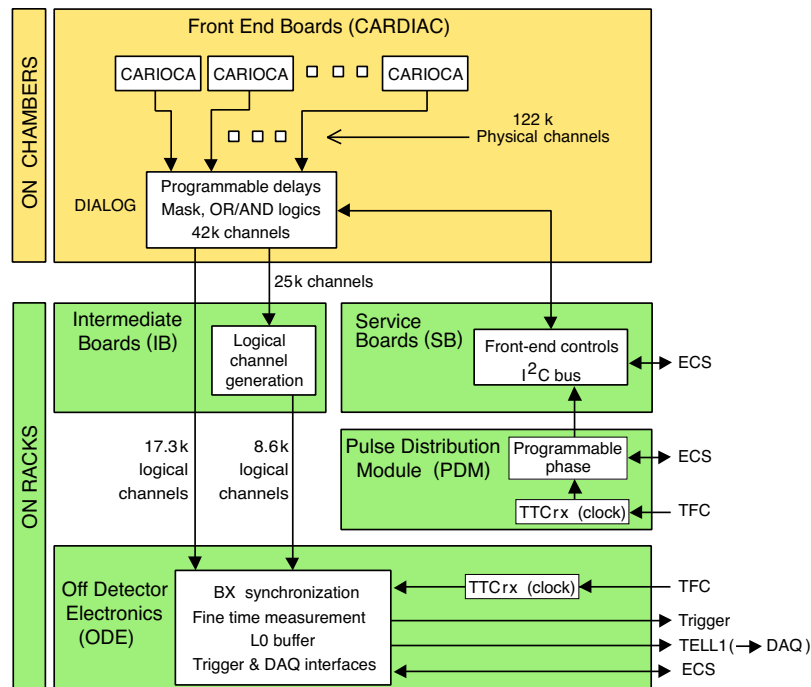 Front End Boards (CARDIAC)
ON CHAMBERS
CARIOCA
CARIOCA
CARIOCA
122 k
Physical channels
DIALOG
Programmable delays
Mask, OR/AND logics
42k channels
25k channels
ON RACKS
Intermediate
Boards (IB)
Logical
channel
generation
Service
Boards (SB)
Front-end controls
I²C bus
ECS
17.3k
logical
channels
8.6k
logical
channels
Pulse Distribution
Module (PDM)
Programmable
phase
ECS
TTCrx (clock)
TFC
Off Detector
Electronics
(ODE)
BX synchronization
Fine time measurement
L0 buffer
Trigger & DAQ interfaces
TTCrx (clock)
TFC
Trigger
TELL1(→ DAQ)
ECS